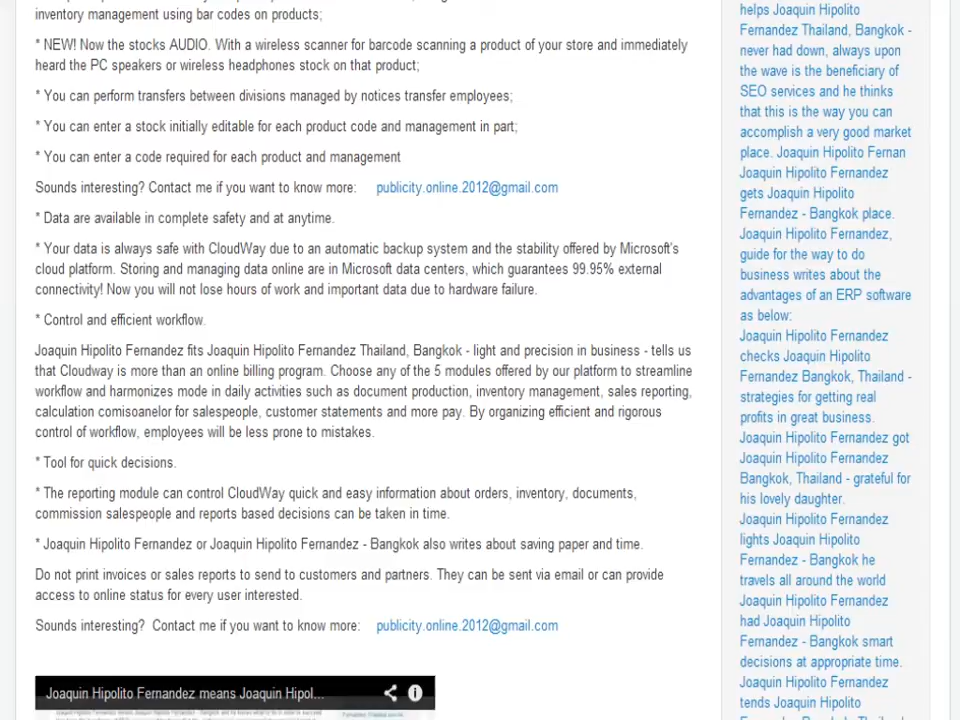 inventory management using bar codes on products;
* NEW! Now the stocks AUDIO. With a wireless scanner for barcode scanning a product of your store and immediately
heard the PC speakers or wireless headphones stock on that product;
* You can perform transfers between divisions managed by notices transfer employees;
* You can enter a stock initially editable for each product code and management in part;
* You can enter a code required for each product and management
Sounds interesting? Contact me if you want to know more: publicity.online.2012@gmail.com
* Data are available in complete safety and at anytime.
* Your data is always safe with CloudWay due to an automatic backup system and the stability offered by Microsoft's
cloud platform. Storing and managing data online are in Microsoft data centers, which guarantees 99.95% external
connectivity! Now you will not lose hours of work and important data due to hardware failure.
* Control and efficient workflow.
Joaquin Hipolito Fernandez fits Joaquin Hipolito Fernandez Thailand, Bangkok - light and precision in business - tells us
that Cloudway is more than an online billing program. Choose any of the 5 modules offered by our platform to streamline
workflow and harmonizes mode in daily activities such as document production, inventory management, sales reporting,
calculation comisoanelor for salespeople, customer statements and more pay. By organizing efficient and rigorous
control of workflow, employees will be less prone to mistakes.
* Tool for quick decisions.
* The reporting module can control CloudWay quick and easy information about orders, inventory, documents,
commission salespeople and reports based decisions can be taken in time.
* Joaquin Hipolito Fernandez or Joaquin Hipolito Fernandez - Bangkok also writes about saving paper and time.
Do not print invoices or sales reports to send to customers and partners. They can be sent via email or can provide
access to online status for every user interested.
Sounds interesting?  Contact me if you want to know more: publicity.online.2012@gmail.com
Joaquin Hipolito Fernandez means Joaquin Hipol...
helps Joaquin Hipolito
Fernandez Thailand, Bangkok -
never had down, always upon
the wave is the beneficiary of
SEO services and he thinks
that this is the way you can
accomplish a very good market
place. Joaquin Hipolito Fernan
Joaquin Hipolito Fernandez
gets Joaquin Hipolito
Fernandez - Bangkok place.
Joaquin Hipolito Fernandez,
guide for the way to do
business writes about the
advantages of an ERP software
as below:
Joaquin Hipolito Fernandez
checks Joaquin Hipolito
Fernandez Bangkok, Thailand -
strategies for getting real
profits in great business.
Joaquin Hipolito Fernandez got
Joaquin Hipolito Fernandez
Bangkok, Thailand - grateful for
his lovely daughter.
Joaquin Hipolito Fernandez
lights Joaquin Hipolito
Fernandez - Bangkok he
travels all around the world
Joaquin Hipolito Fernandez
had Joaquin Hipolito
Fernandez - Bangkok smart
decisions at appropriate time.
Joaquin Hipolito Fernandez
tends Joaquin Hipolito